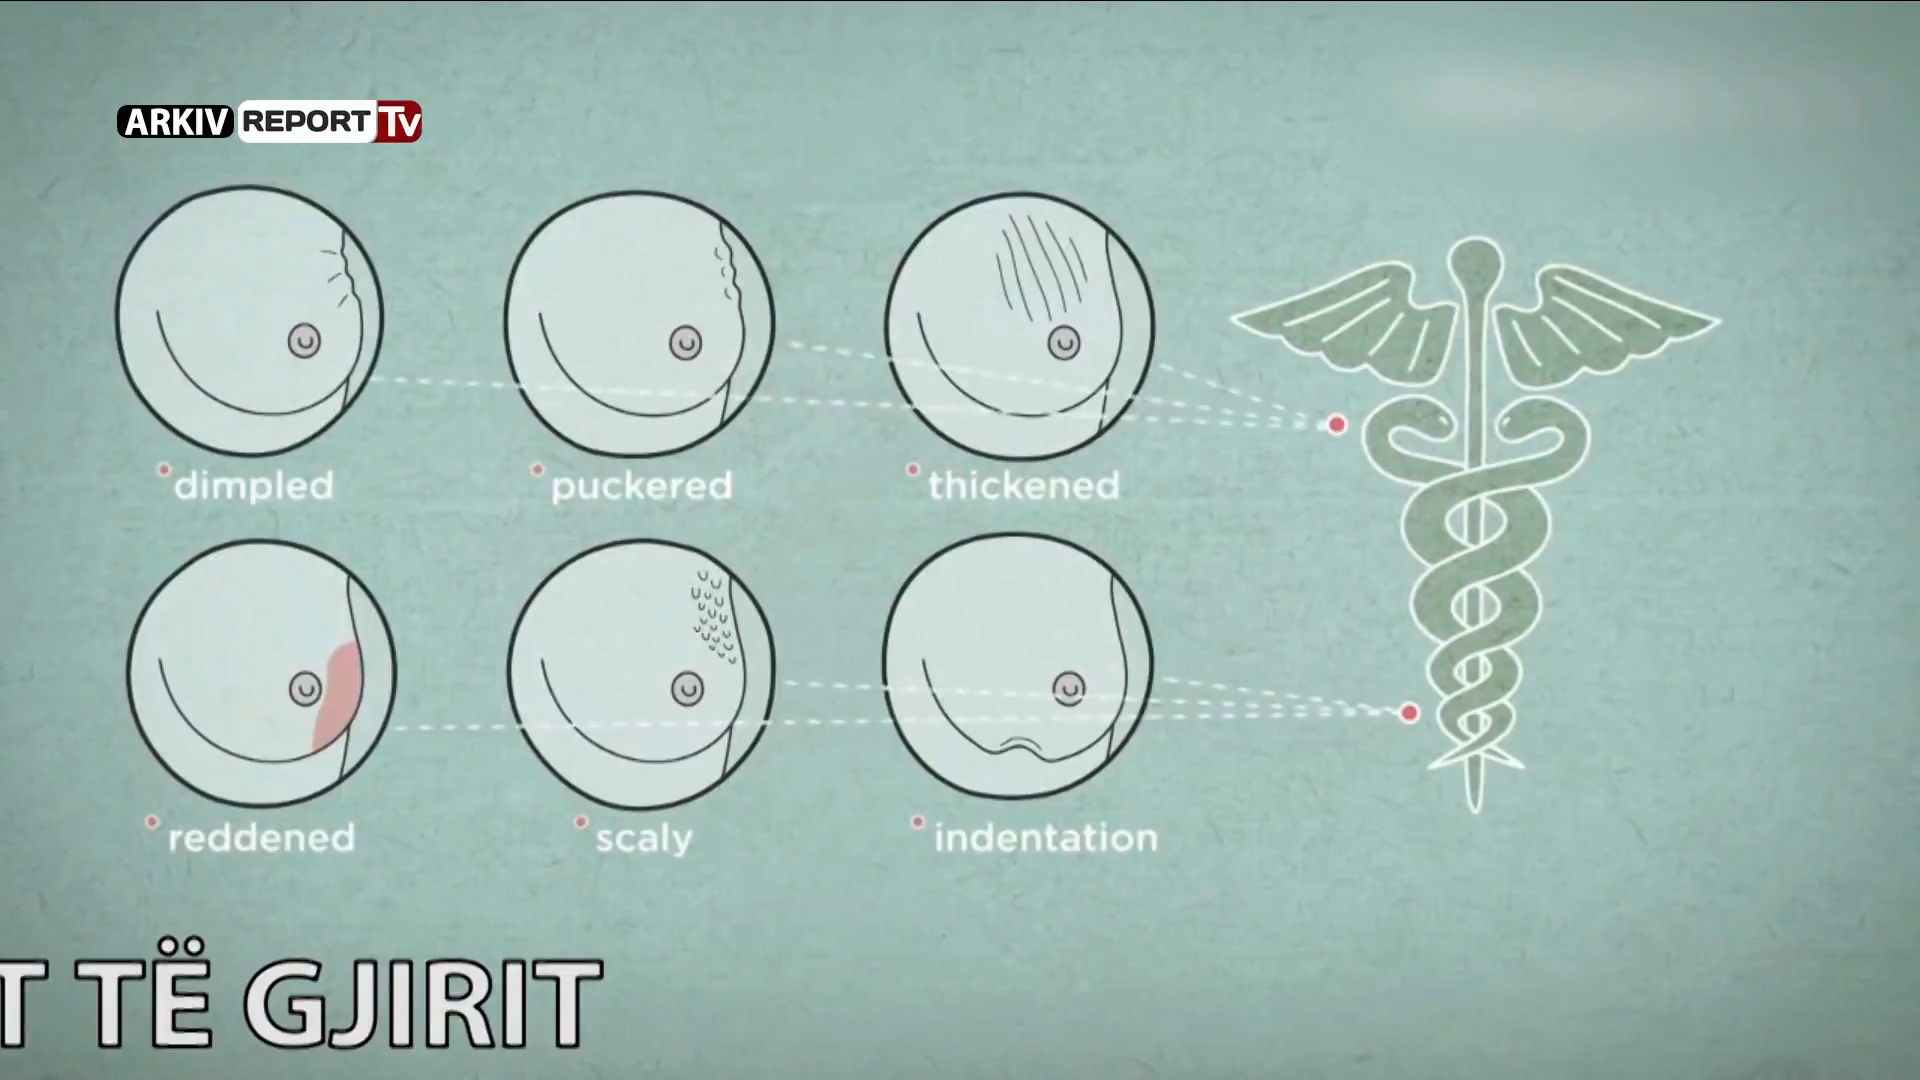 ARKIV REPORT Tv
dimpled
puckered
thickened
reddened
scaly
indentation
T TË GJIRIT